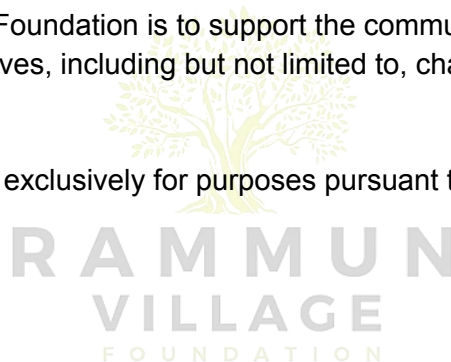 Foundation is to support the commu
ves, including but not limited to, cha
exclusively for purposes pursuant t
RAMMUN
VILLAGE
FOUNDATION